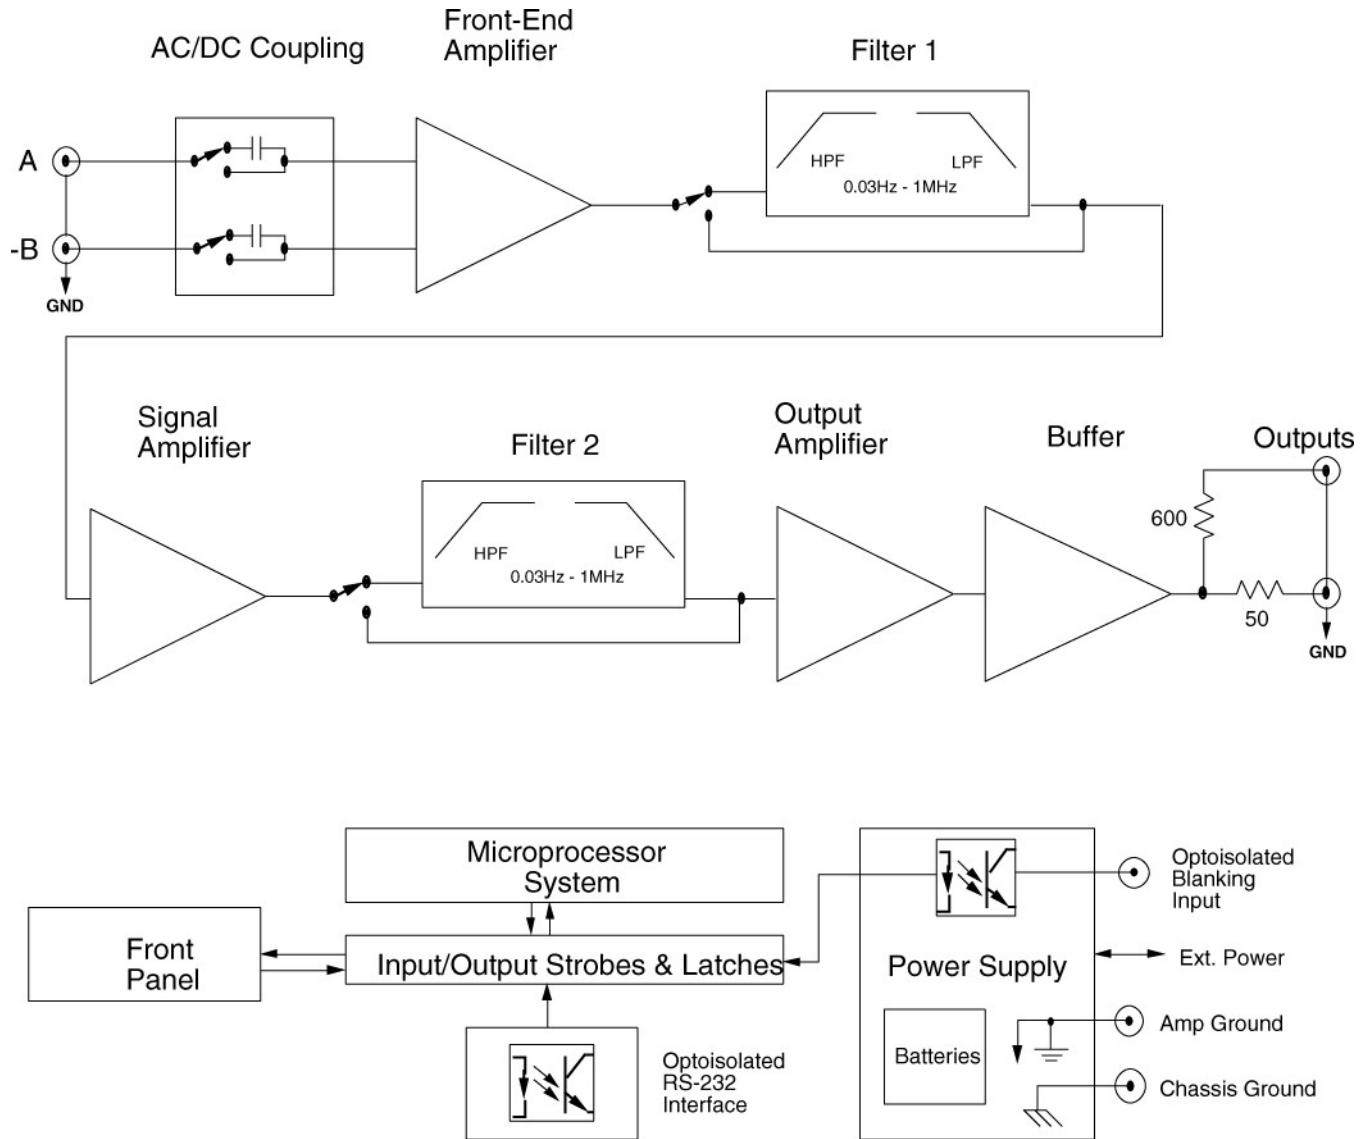 AC/DC Coupling
Front-End
Amplifier
Filter 1
A
-B
GND
HPF
LPF
0.03Hz - 1MHz
Signal
Amplifier
Filter 2
HPF
LPF
0.03Hz - 1MHz
Output
Amplifier
Buffer
Outputs
600
50
GND
Microprocessor
System
Front
Panel
Input/Output Strobes & Latches
Optoisolated
RS-232
Interface
Power Supply
Batteries
Optoisolated
Blanking
Input
Ext. Power
Amp Ground
Chassis Ground